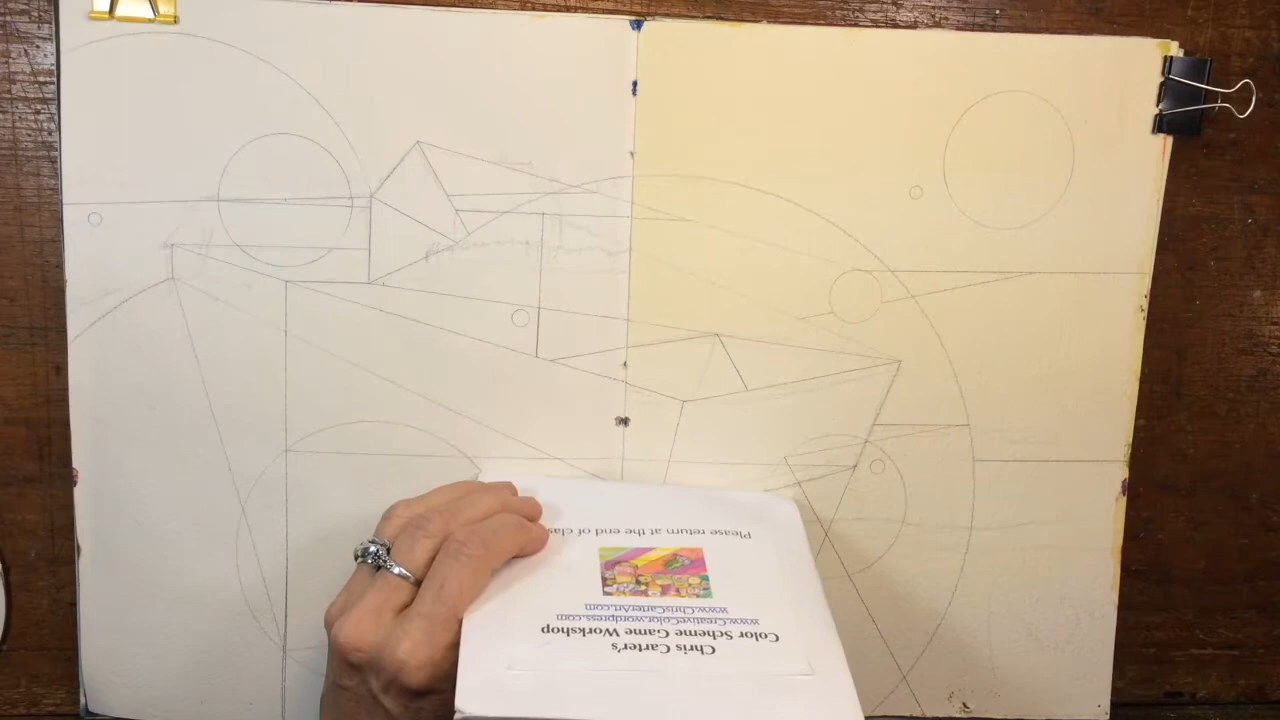 Chris Carter's
Color Scheme Game Workshop
www.CreativeColor.wordpress.com
www.ChrisCarterArt.com
Please return at the end of clas